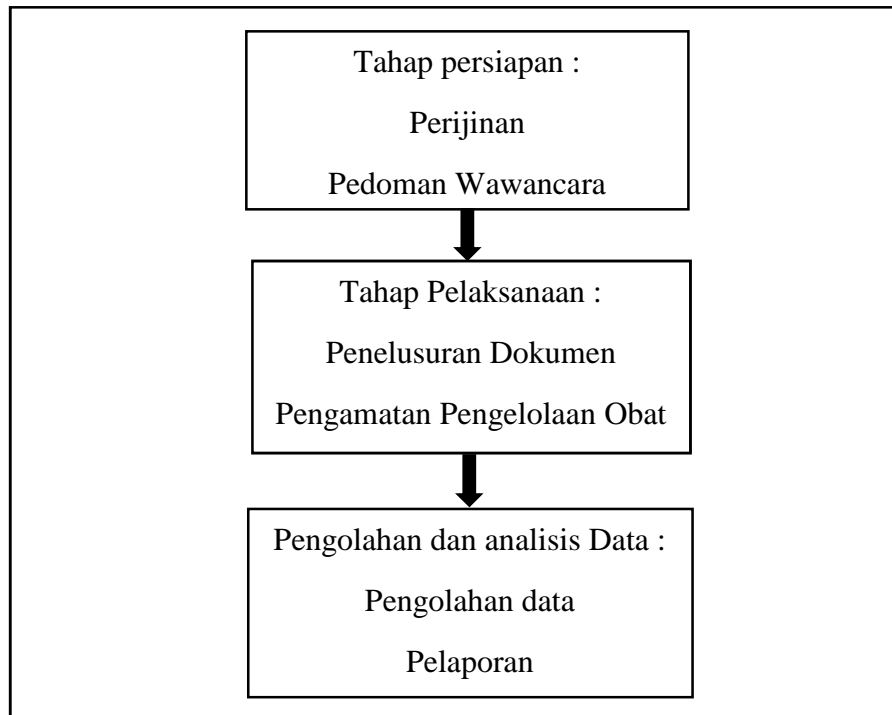 Tahap persiapan :
Perijinan
Pedoman Wawancara
Tahap Pelaksanaan :
Penelusuran Dokumen
Pengamatan Pengelolaan Obat
Pengolahan dan analisis Data :
Pengolahan data
Pelaporan